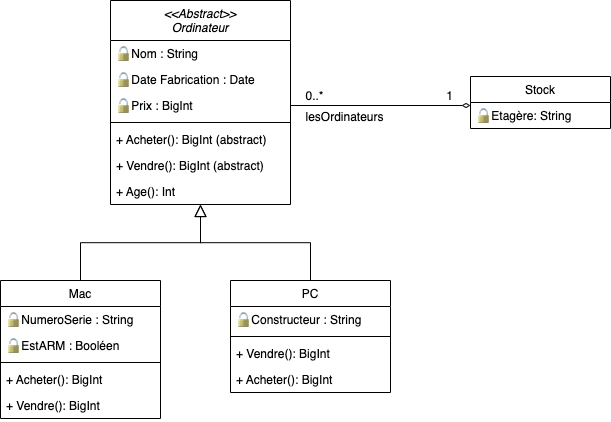 <<Abstract>>
Ordinateur
Nom : String
Date Fabrication : Date
Prix : BigInt
+ Acheter(): BigInt (abstract)
+ Vendre(): BigInt (abstract)
+ Age(): Int
0..*
1
lesOrdinateurs
Stock
Etagère: String
Mac
NumeroSerie : String
EstARM : Booléen
+ Acheter(): BigInt
+ Vendre(): BigInt
PC
Constructeur : String
+ Vendre(): BigInt
+ Acheter(): BigInt